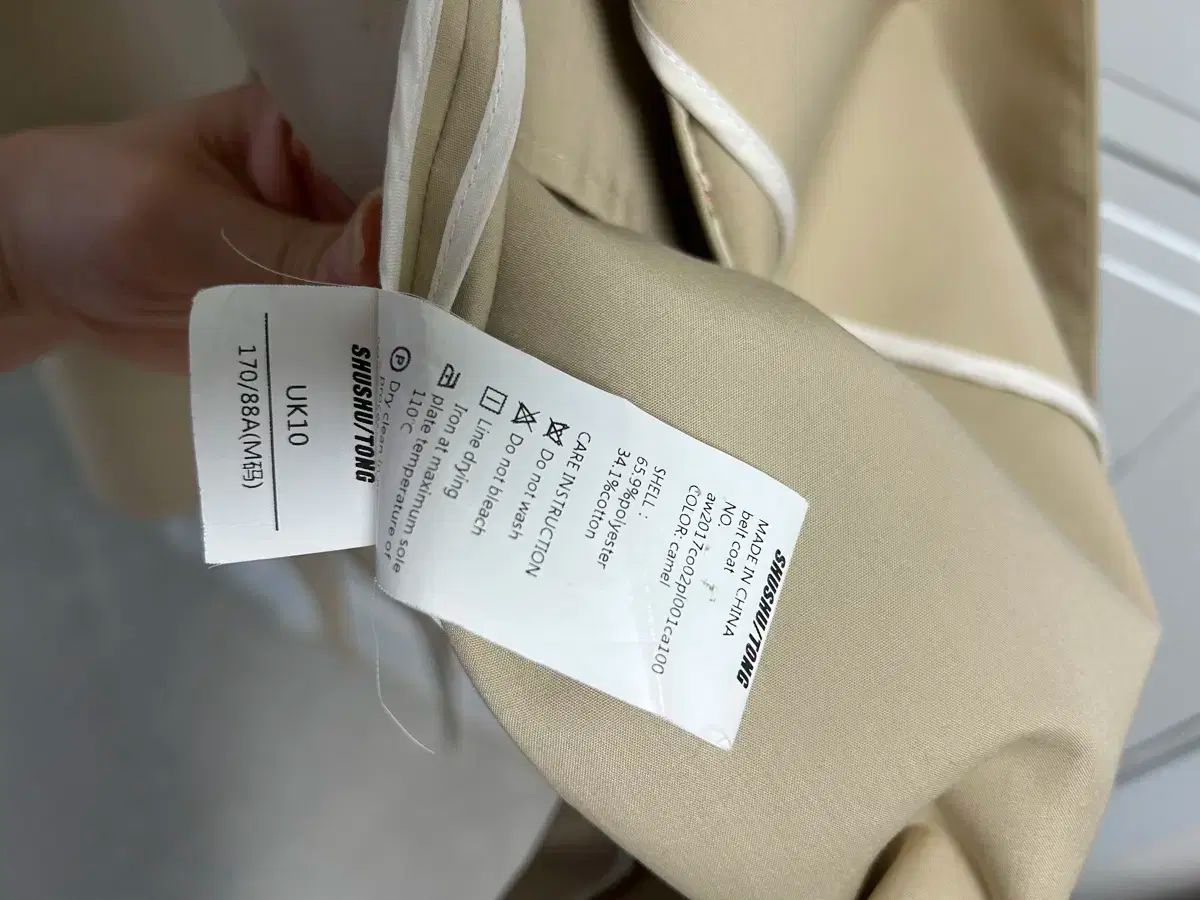 SHUSHU/TONG
MADE IN CHINA
belt coat
NO.
aw2017co02pl001ca100
COLOR: camel
SHELL :
65.9%polyester
34.1%cotton
CARE INSTRUCTION
Do not wash
Do not bleach
Line drying
Iron at maximum sole
plate temperature of
110℃
P Dry clean
SHUSHU/TONG
UK10
170/88A(M码)